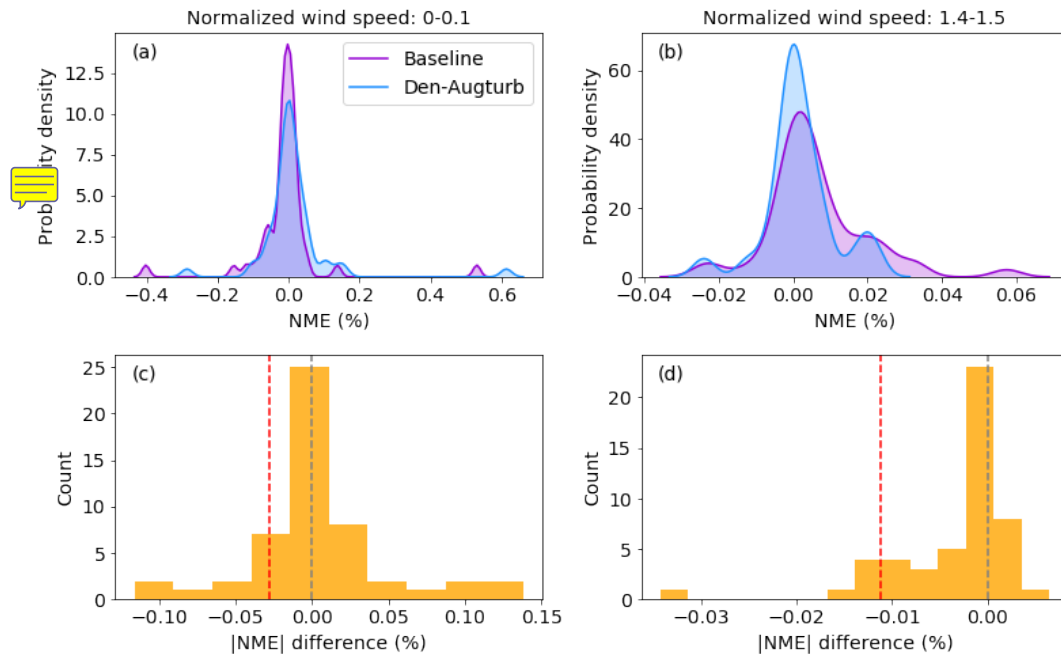 Normalized wind speed: 0-0.1
Normalized wind speed: 1.4-1.5
(a)
Baseline
Den-Augturb
Probability density
12.5
10.0
7.5
5.0
2.5
0.0
−0.4 −0.2 0.0 0.2 0.4 0.6
NME (%)
(b)
Probability density
60
40
20
0
−0.04 −0.02 0.00 0.02 0.04 0.06
NME (%)
(c)
Count
25
20
15
10
5
0
−0.10 −0.05 0.00 0.05 0.10 0.15
|NME| difference (%)
(d)
Count
20
15
10
5
0
−0.03 −0.02 −0.01 0.00
|NME| difference (%)